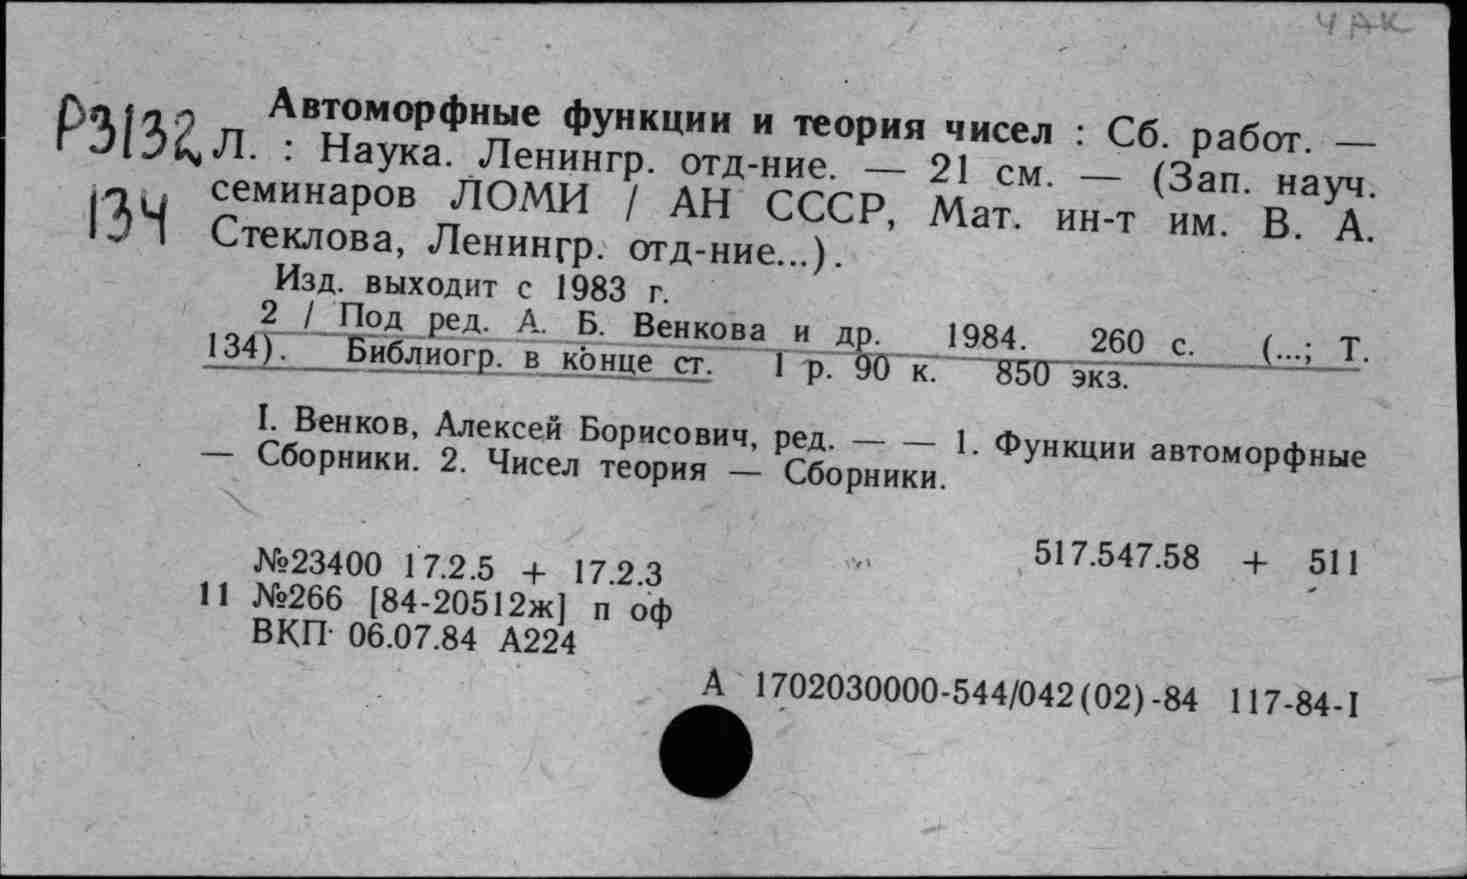 ЧАК
Р3132 Автоморфные функции и теория чисел : Сб. работ. —
Л. : Наука. Ленингр. отд-ние. — 21 см. — (Зап. науч.
134 семинаров ЛОМИ / АН СССР, Мат. ин-т им. В. А.
Стеклова, Ленингр. отд-ние...).
Изд. выходит с 1983 г.
2 / Под ред. А. Б. Венкова и др. 1984. 260 с. (...; Т.
134). Библиогр. в конце ст. 1 р. 90 к. 850 экз.
I. Венков, Алексей Борисович, ред. — — 1. Функции автоморфные
— Сборники. 2. Чисел теория — Сборники.
№23400 17.2.5 + 17.2.3 517.547.58 + 511
11 №266 [84-20512ж] п оф
ВКП 06.07.84 А224
А 1702030000-544/042(02)-84 117-84-I